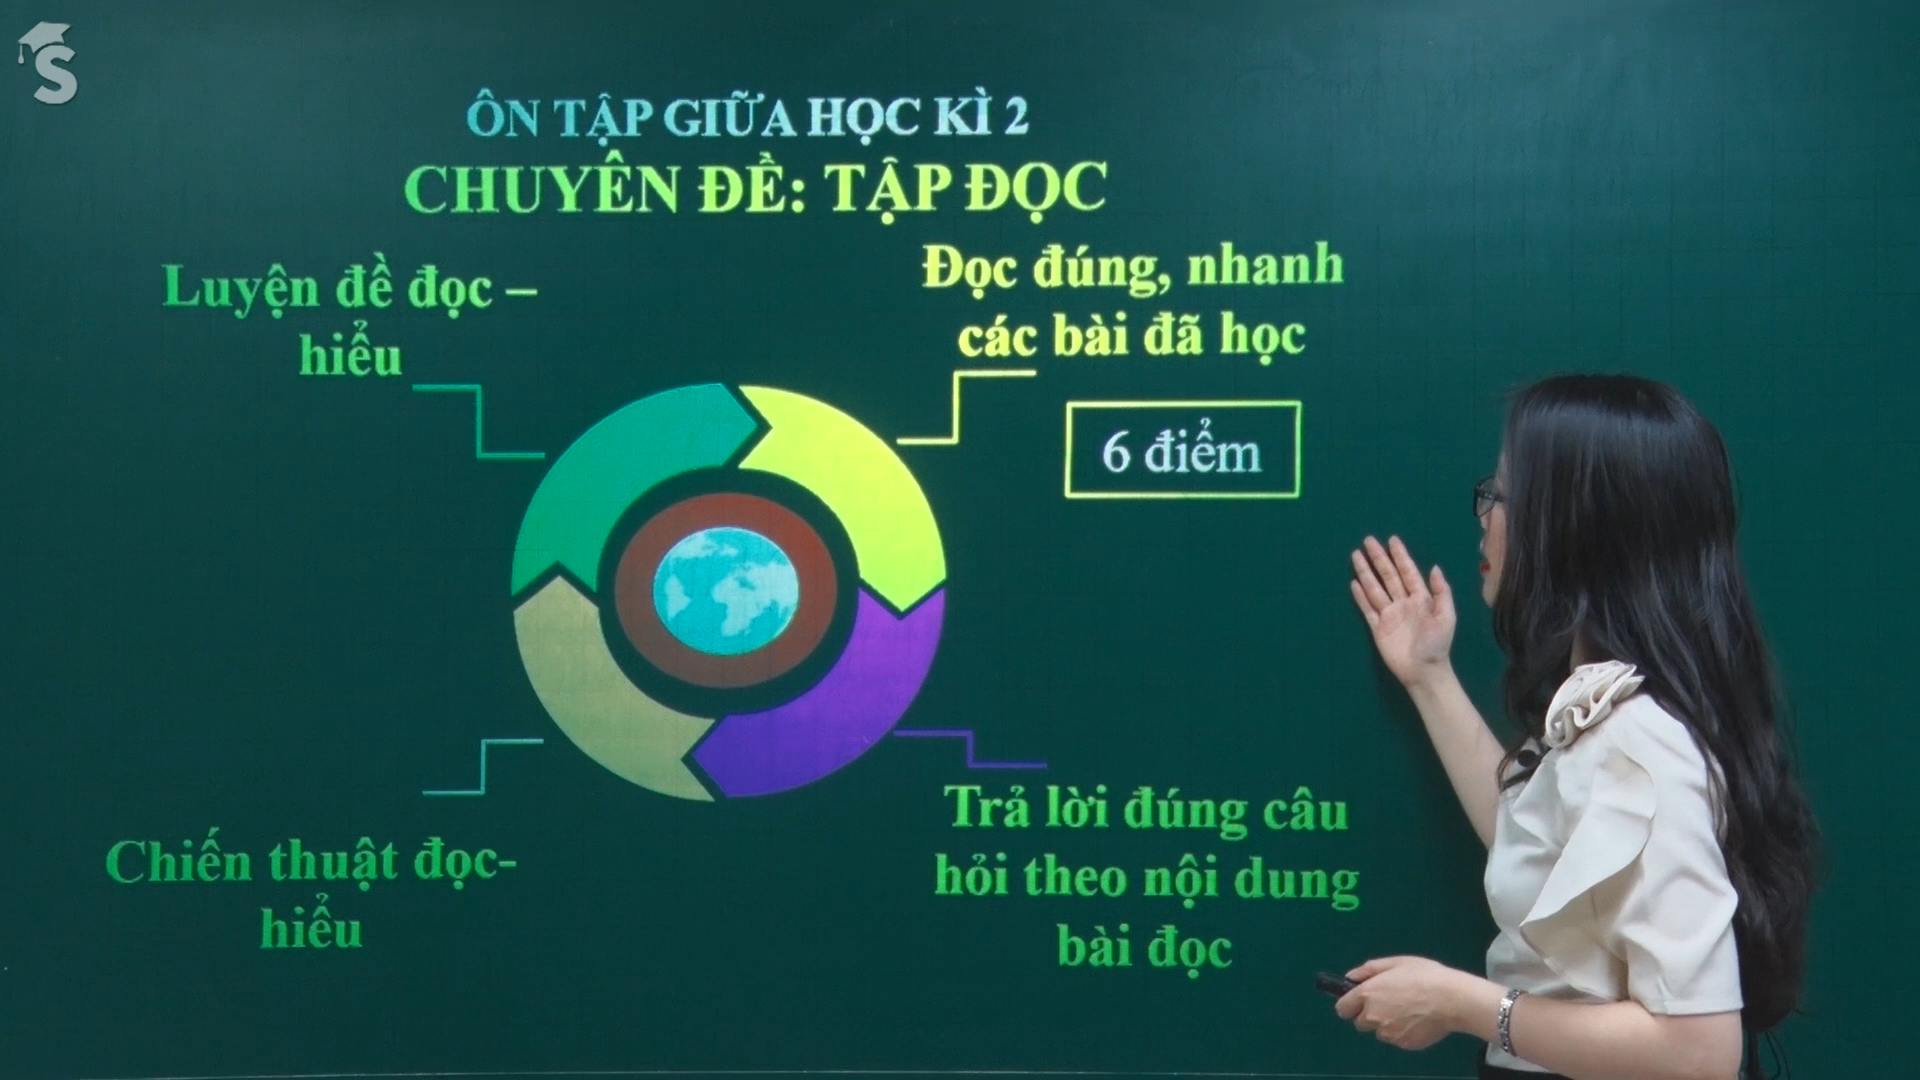 S
ÔN TẬP GIỮA HỌC KÌ 2
CHUYÊN ĐỀ: TẬP ĐỌC
Luyện đề đọc –
hiểu
Đọc đúng, nhanh
các bài đã học
6 điểm
Chiến thuật đọc-
hiểu
Trả lời đúng câu
hỏi theo nội dung
bài đọc